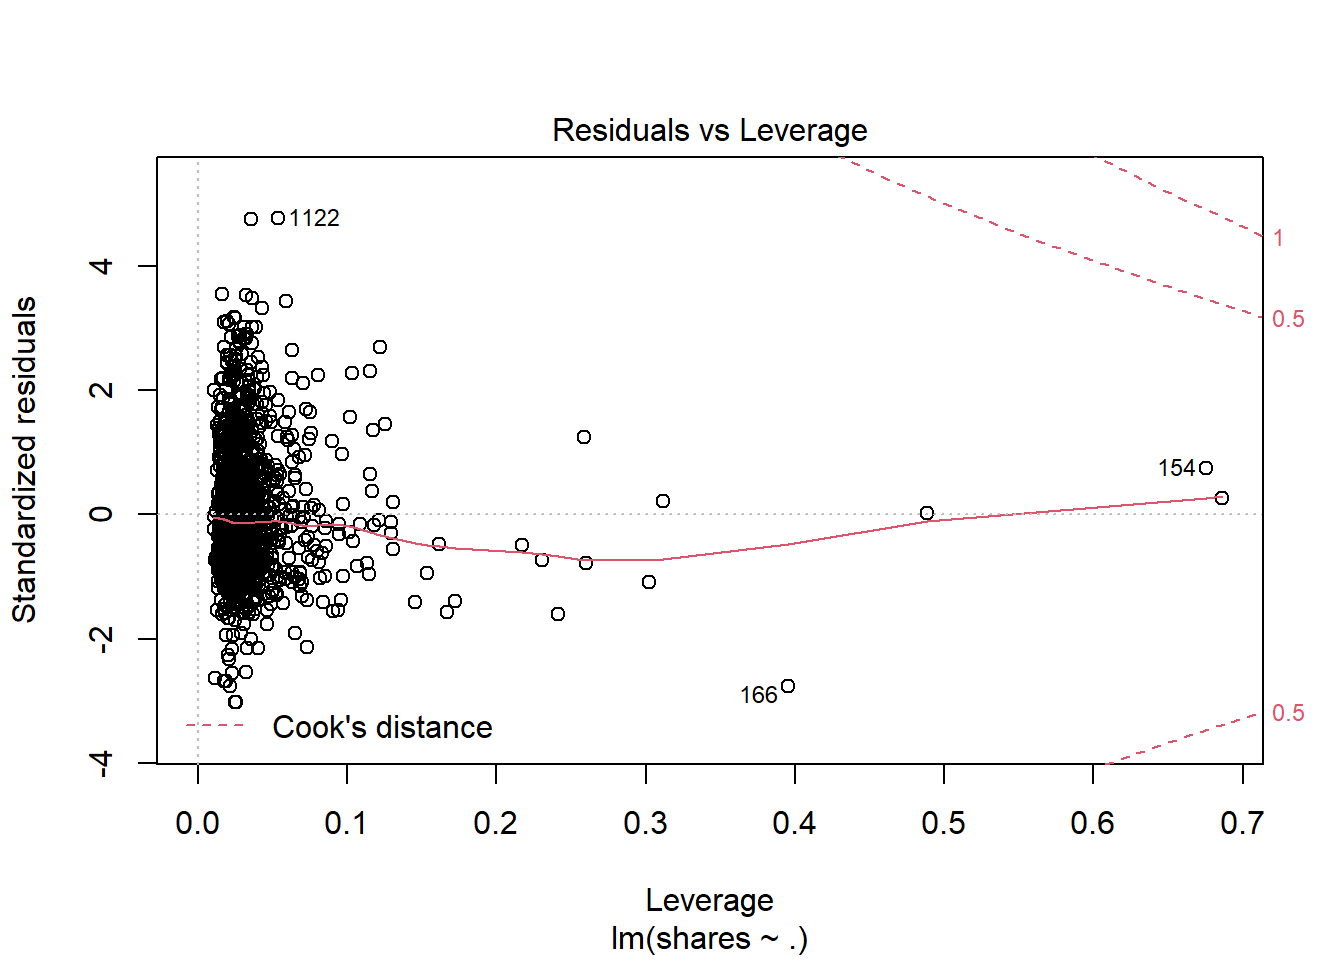 Residuals vs Leverage
Standardized residuals
4
2
0
-2
-4
1122
154
166
1
0.5
0.5
Cook's distance
0.0 0.1 0.2 0.3 0.4 0.5 0.6 0.7
Leverage
lm(shares ~ .)